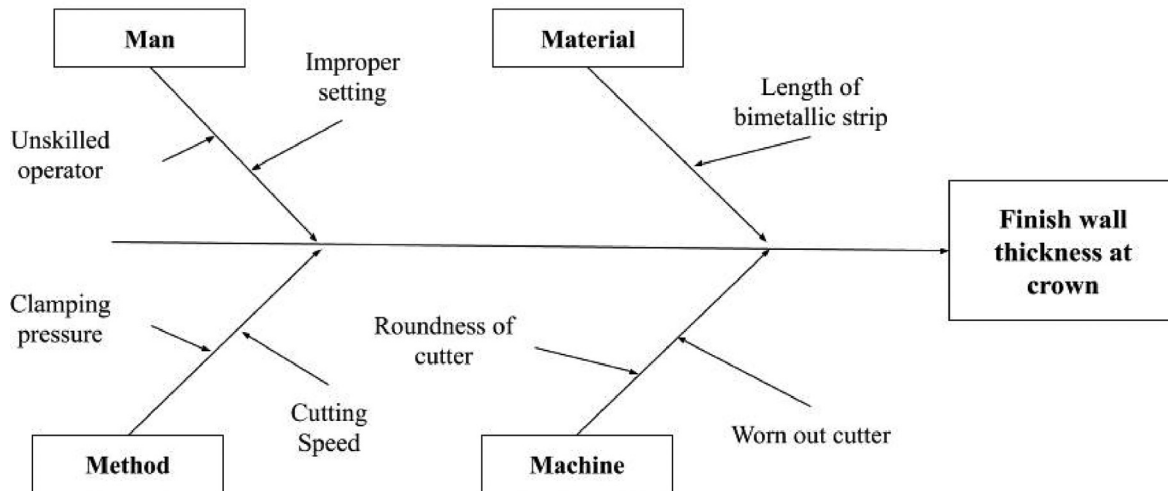 Man
Material
Improper
setting
Length of
bimetallic strip
Unskilled
operator
Finish wall
thickness at
crown
Clamping
pressure
Roundness of
cutter
Cutting
Speed
Worn out cutter
Method
Machine